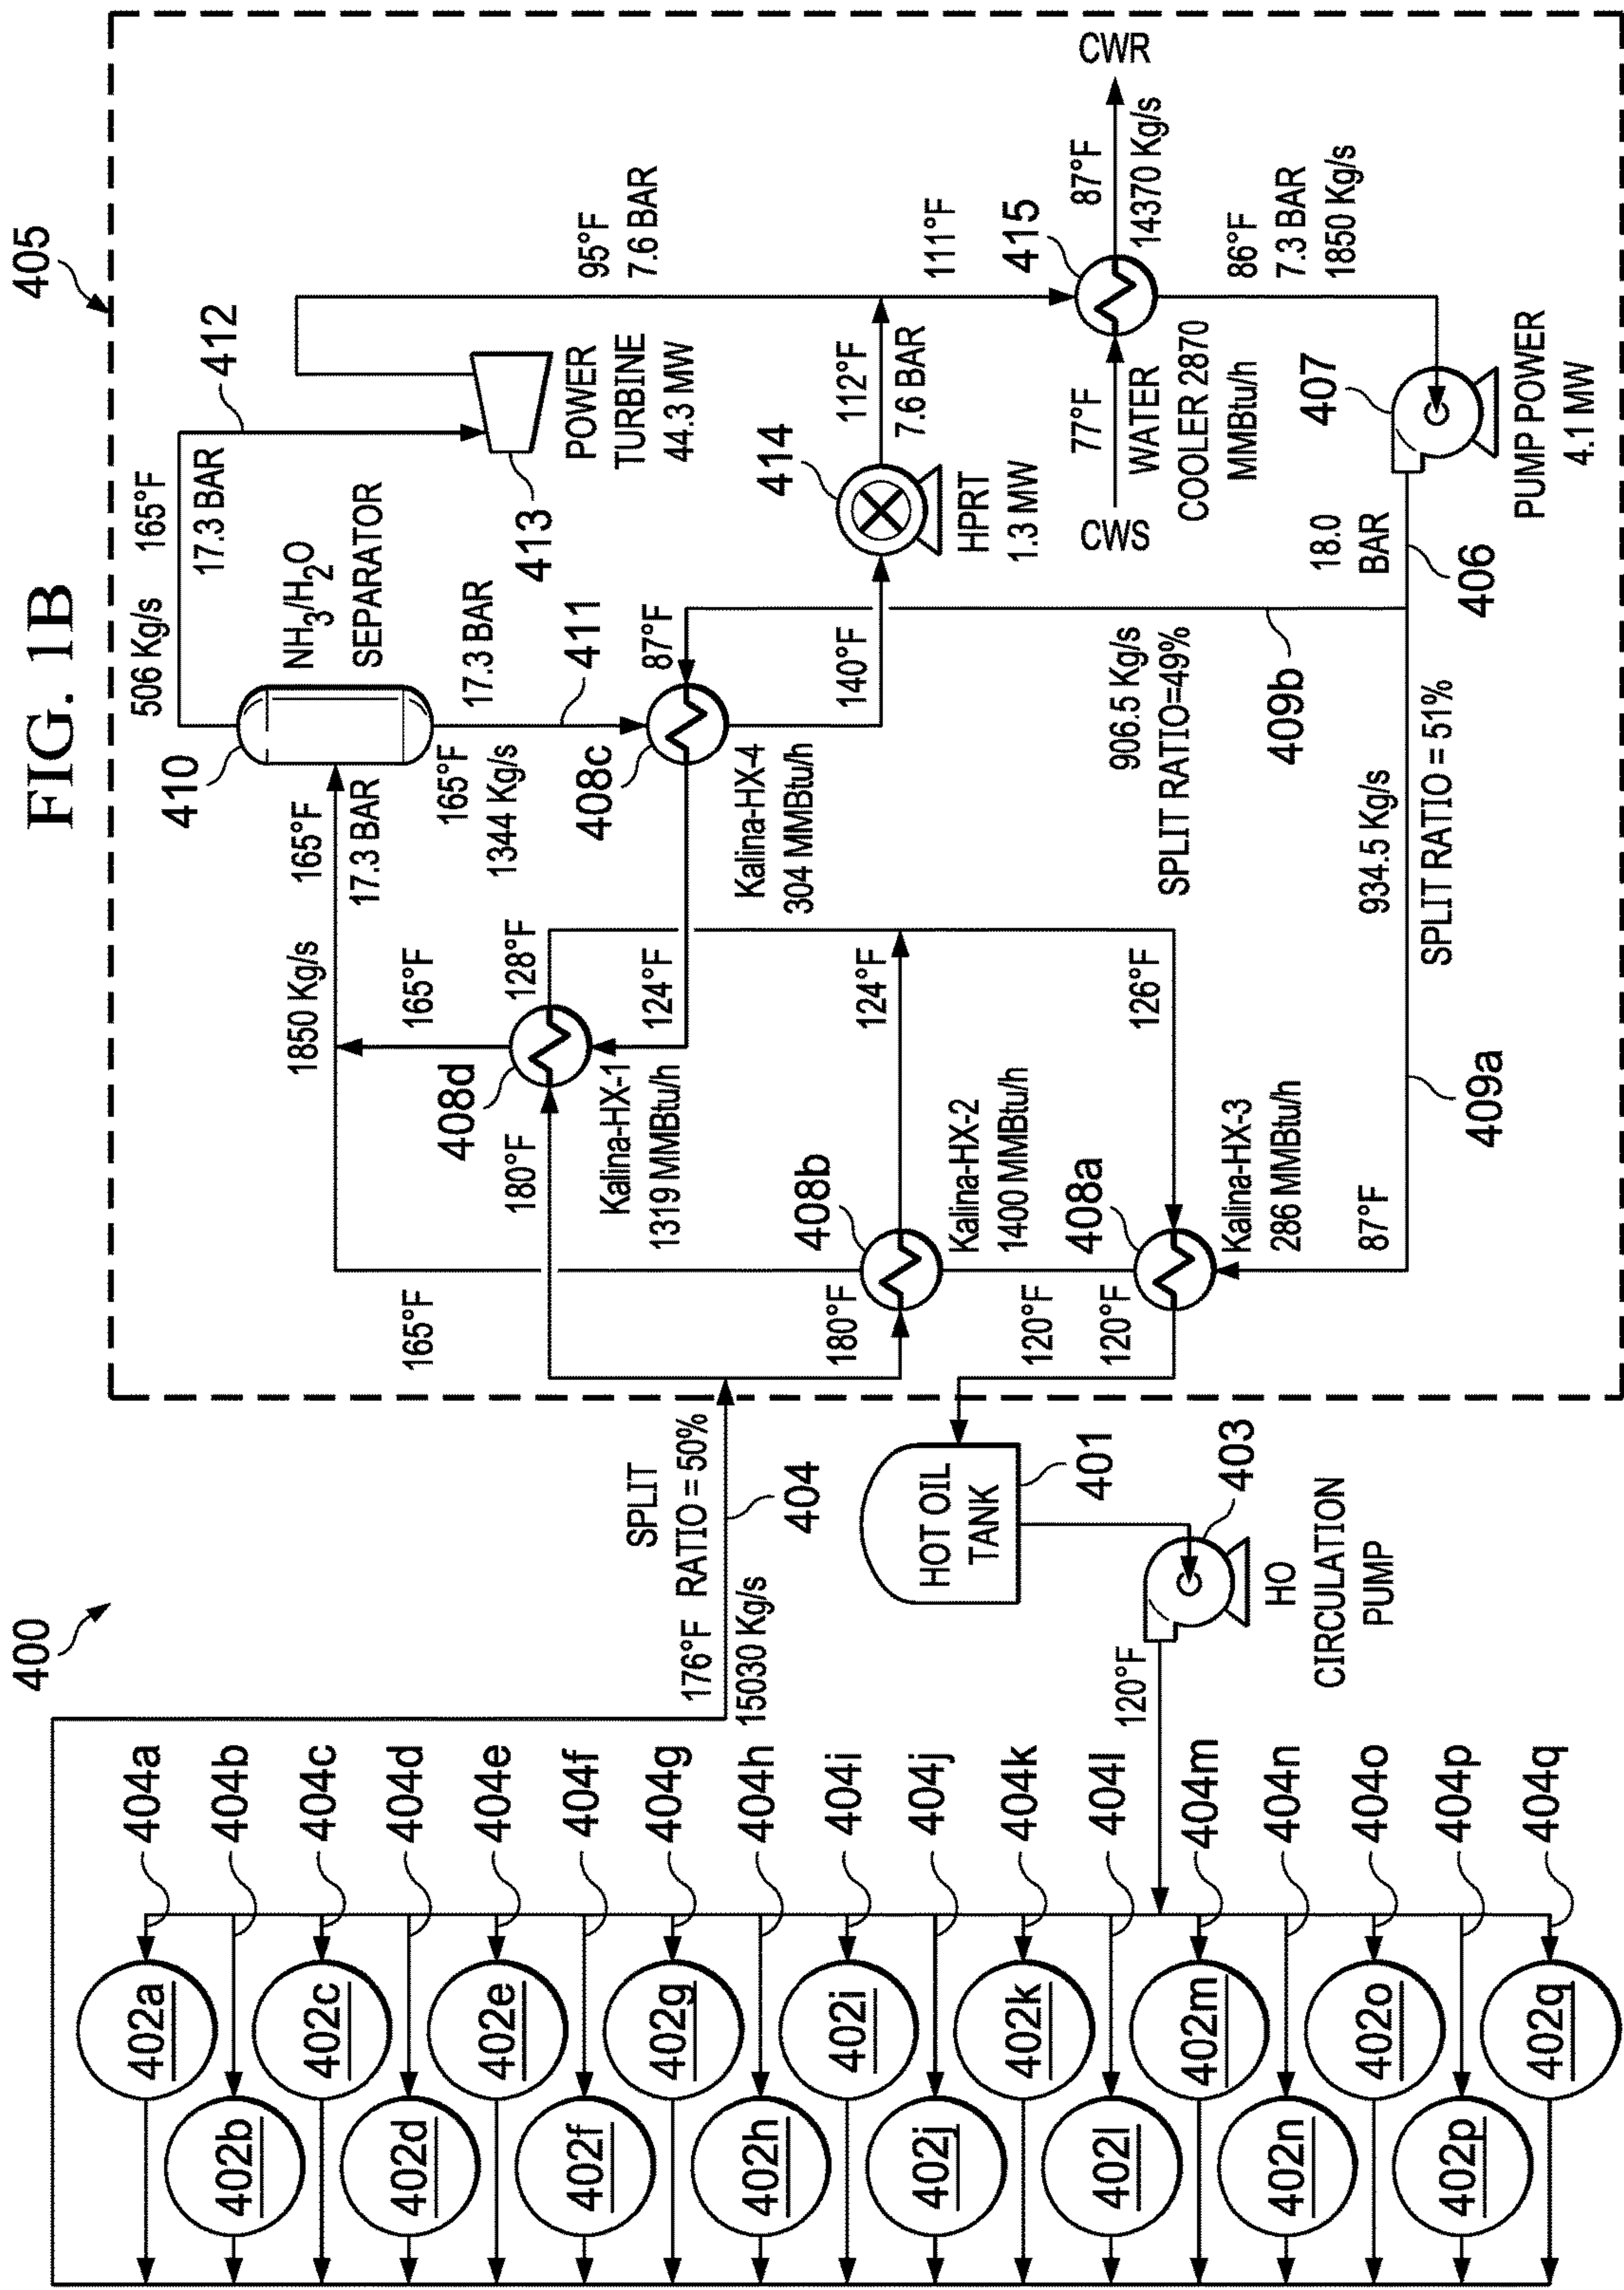 FIG. 1B
400
405
402a
402b
402c
402d
402e
402f
402g
402h
402i
402j
402k
402l
402m
402n
402o
402p
402q
404a
404b
404c
404d
404e
404f
404g
404h
404i
404j
404k
404l
404m
404n
404o
404p
404q
SPLIT
176°F RATIO = 50%
15030 Kg/s
404
HOT OIL
TANK
401
403
HO
CIRCULATION
PUMP
120°F
165°F
180°F
408d
Kalina-HX-1
1319 MMBtu/h
165°F
128°F
124°F
1850 Kg/s
165°F
17.3 BAR
408b
180°F
Kalina-HX-2
1400 MMBtu/h
124°F
120°F
120°F
408a
Kalina-HX-3
286 MMBtu/h
126°F
87°F
409a
934.5 Kg/s
SPLIT RATIO = 51%
906.5 Kg/s
SPLIT RATIO=49%
409b
410
NH3/H2O
SEPARATOR
506 Kg/s
165°F
17.3 BAR
412
165°F
1344 Kg/s
17.3 BAR
411
408c
Kalina-HX-4
304 MMBtu/h
87°F
140°F
413
POWER
TURBINE
44.3 MW
95°F
7.6 BAR
414
HPRT
1.3 MW
112°F
7.6 BAR
111°F
415
CWS
77°F
WATER
COOLER 2870
MMBtu/h
87°F
14370 Kg/s
CWR
86°F
7.3 BAR
1850 Kg/s
407
PUMP POWER
4.1 MW
18.0
BAR
406